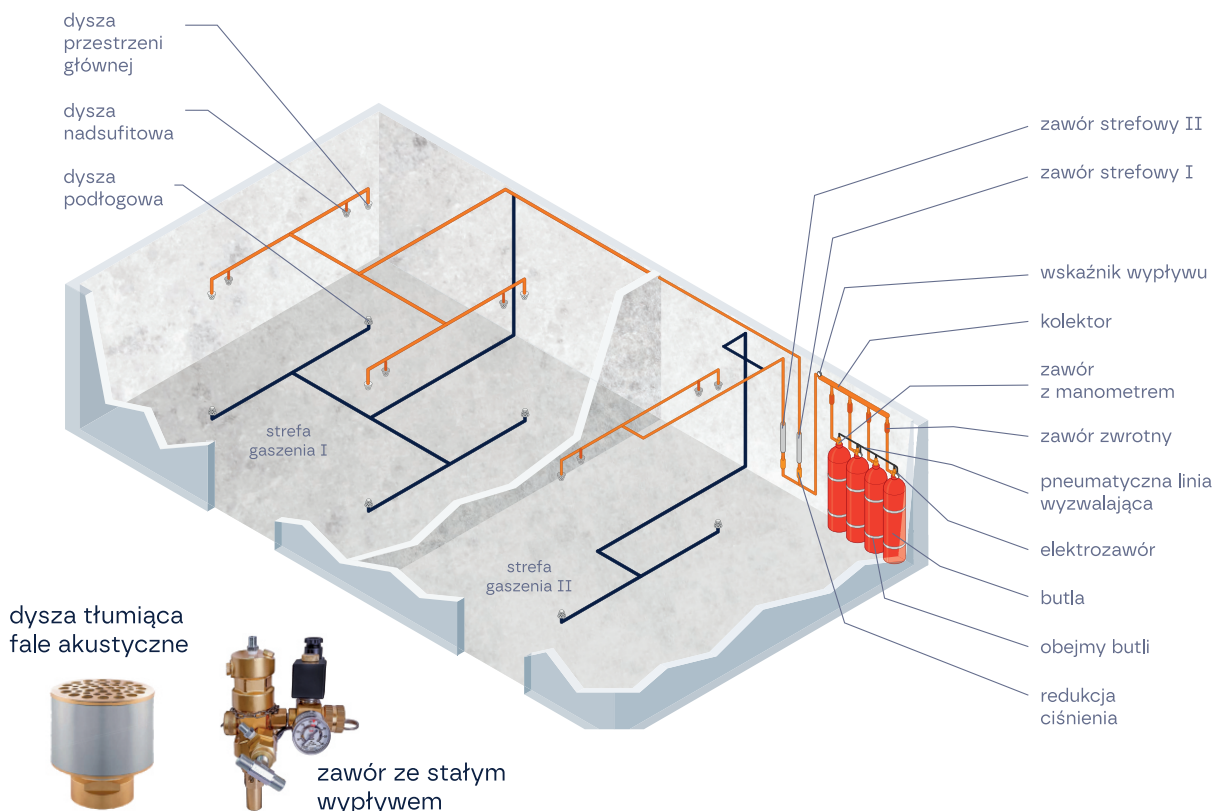 dysza
przestrzeni
głównej
dysza
nadsufitowa
dysza
podłogowa
zawór strefowy II
zawór strefowy I
wskaźnik wypływu
kolektor
zawór
z manometrem
zawór zwrotny
pneumatyczna linia
wyzwalająca
elektrozawór
butla
obejmy butli
redukcja
ciśnienia
strefa
gaszenia I
strefa
gaszenia II
dysza tłumiąca
fale akustyczne
zawór ze stałym
wypływem